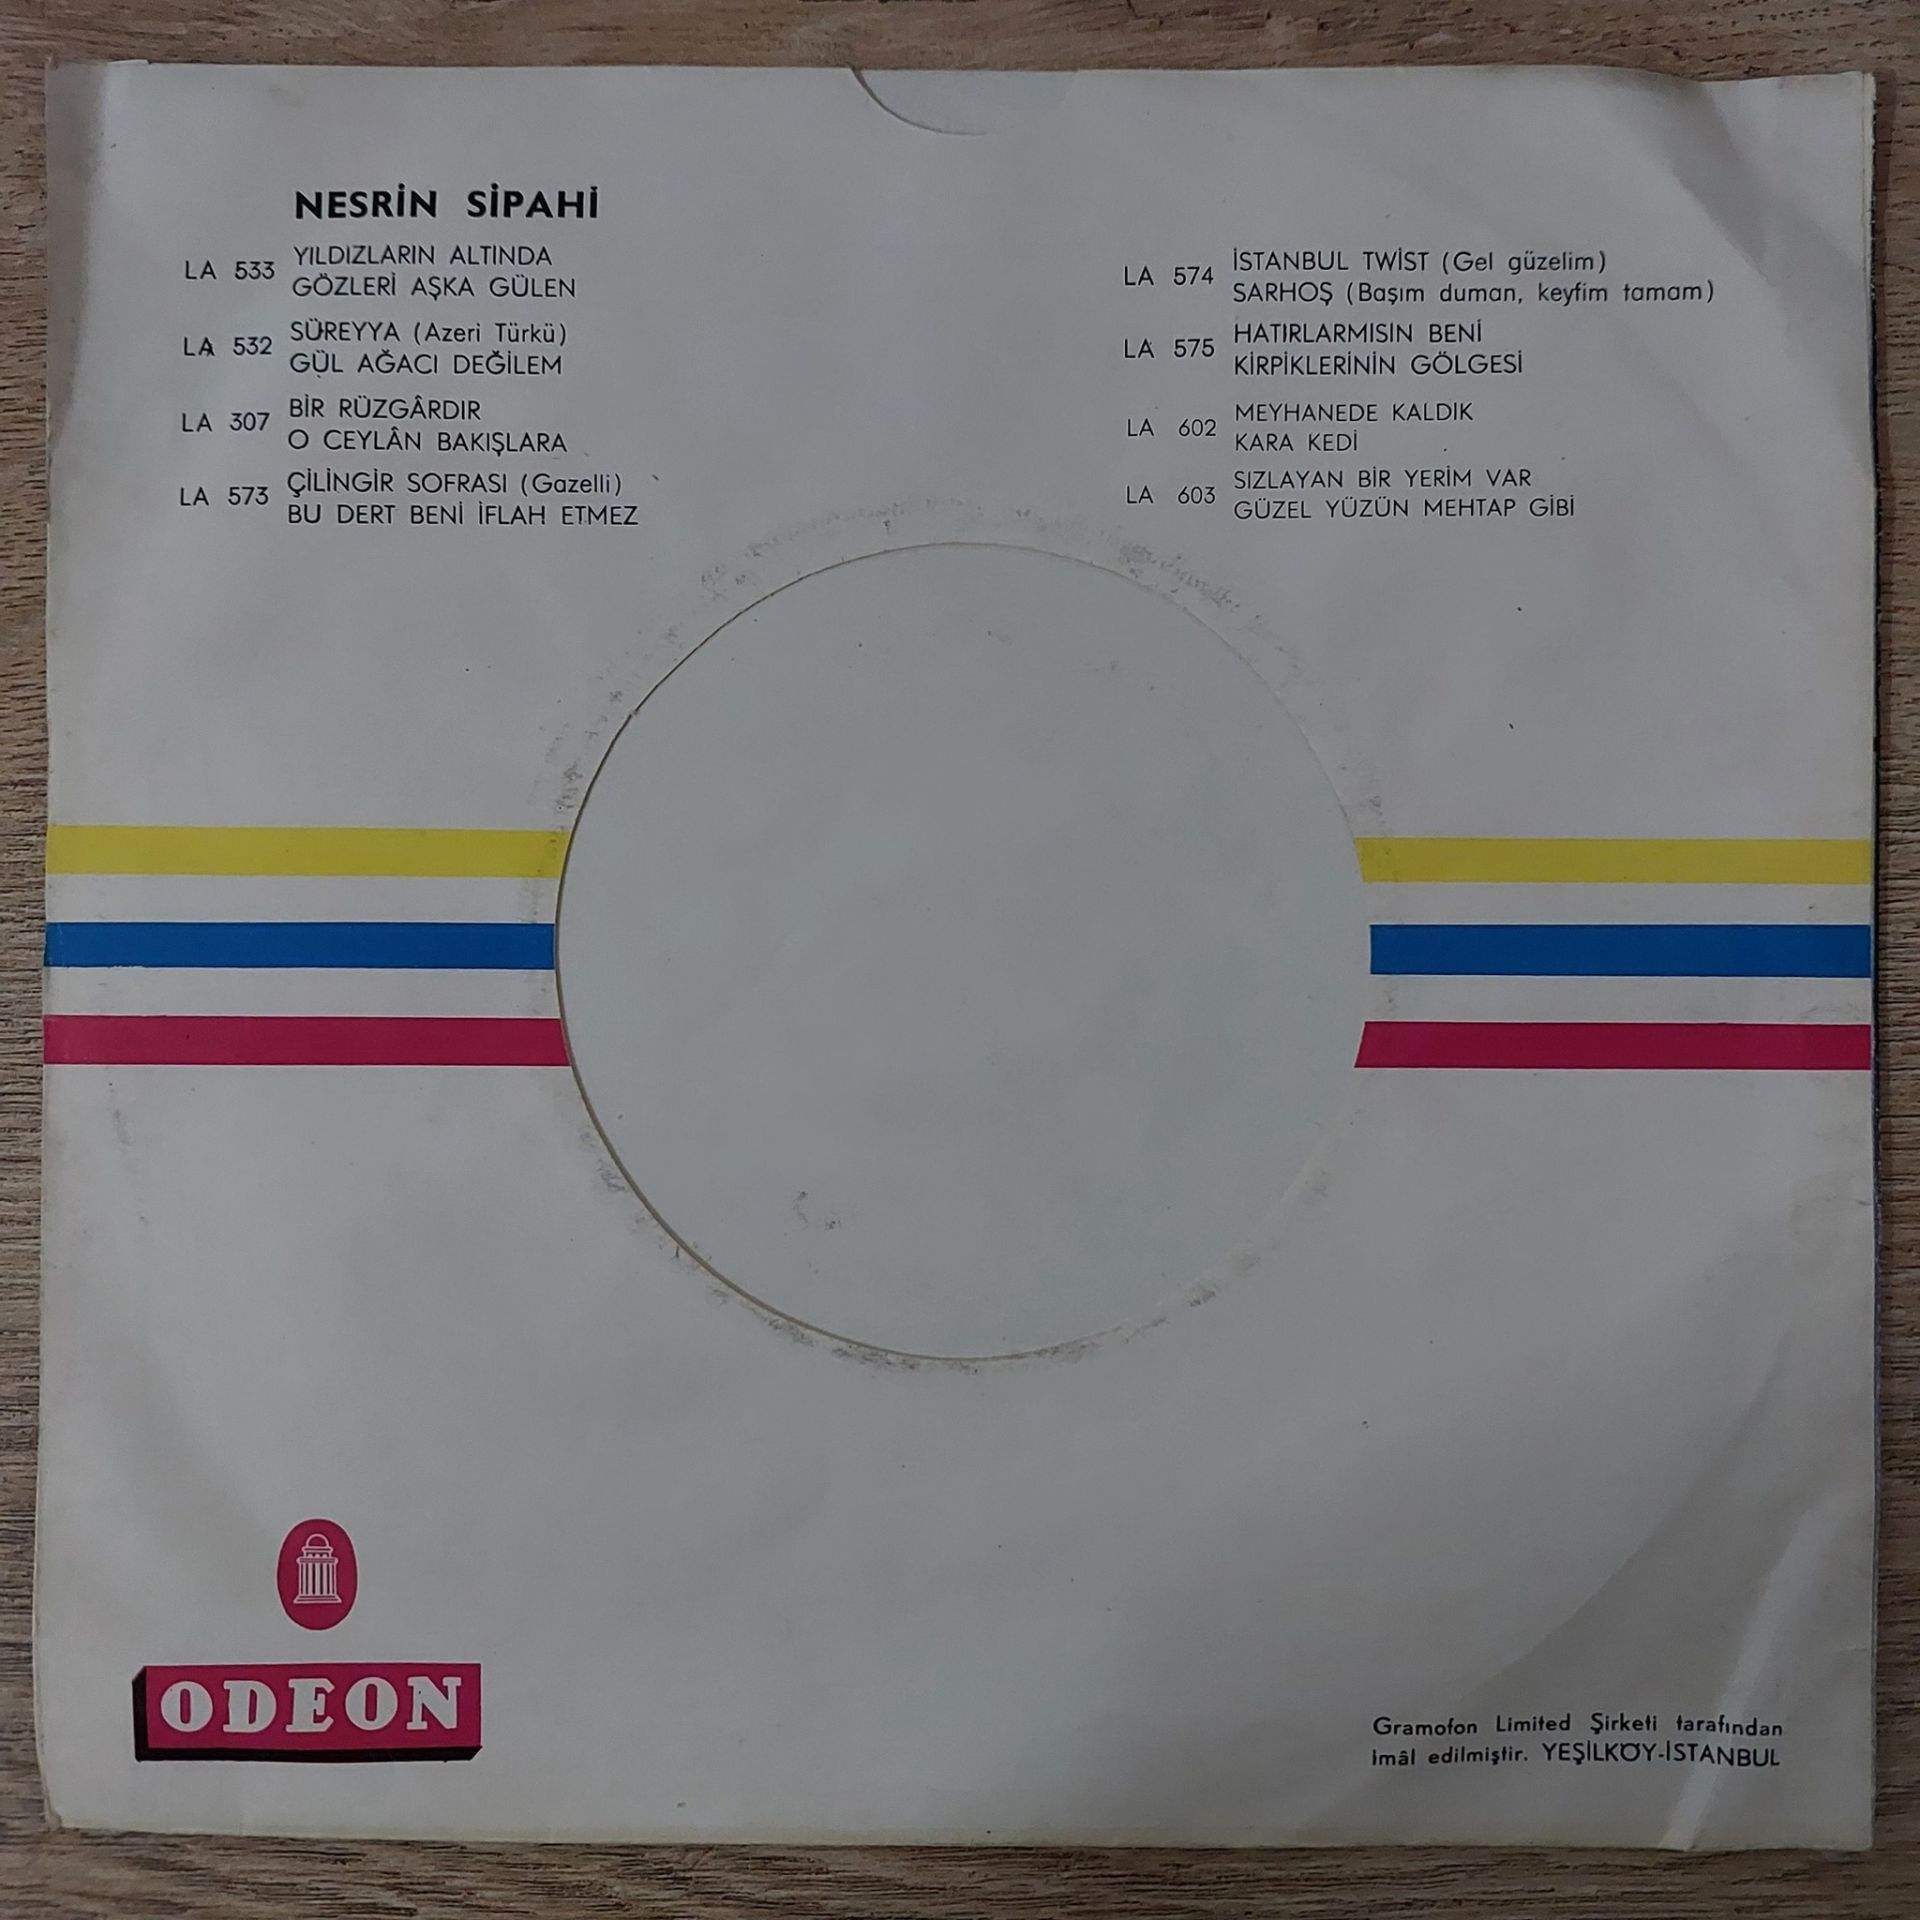 NESRİN SİPAHİ
LA 533 YILDIZLARIN ALTINDA
GÖZLERİ AŞKA GÜLEN
LA 532 SÜREYYA (Azeri Türkü)
GÜL AĞACI DEĞİLEM
LA 307 BİR RÜZGÂRDIR
O CEYLÂN BAKIŞLARA
LA 573 ÇİLİNGİR SOFRASI (Gazelli)
BU DERT BENİ İFLAH ETMEZ
LA 574 İSTANBUL TWİST (Gel güzelim)
SARHOŞ (Başım duman, keyfim tamam)
LA 575 HATIRLARMISIN BENİ
KİRPİKLERİNİN GÖLGESİ
LA 602 MEYHANEDE KALDIK
KARA KEDİ
LA 603 SIZLAYAN BİR YERİM VAR
GÜZEL YÜZÜN MEHTAP GİBİ
ODEON
Gramofon Limited Şirketi tarafından
imâl edilmiştir. YEŞİLKÖY-İSTANBUL